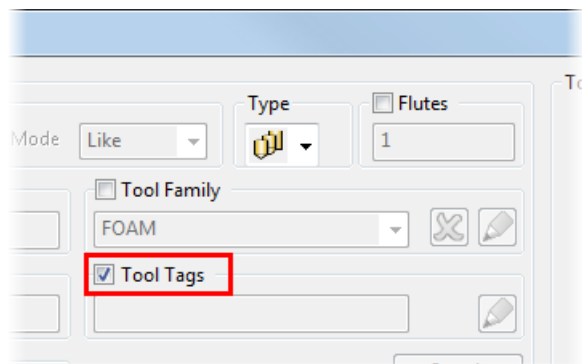 Type
Flutes
Mode
Like
1
Tool Family
FOAM
Tool Tags